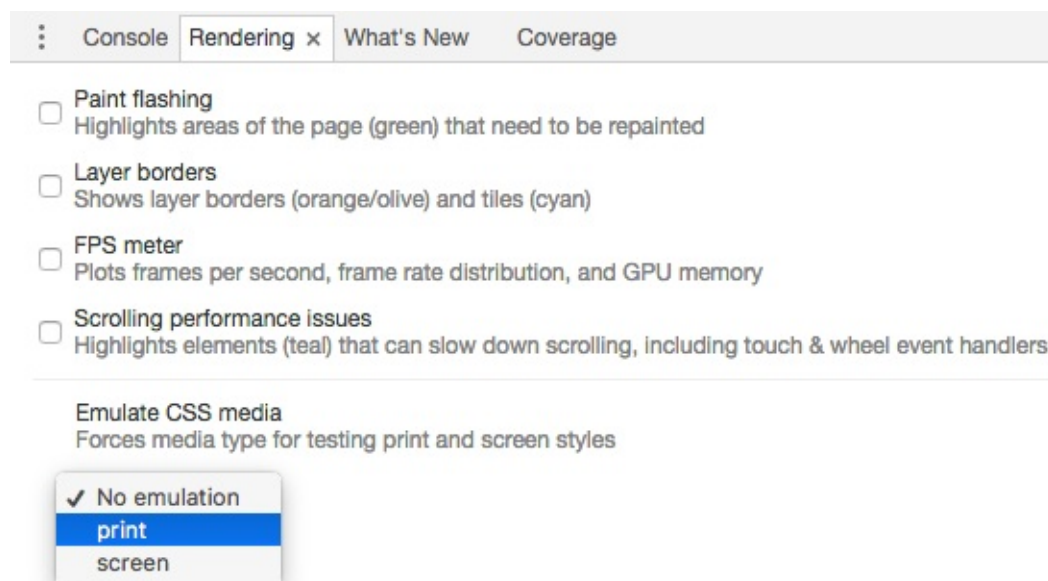 Console Rendering × What's New Coverage
Paint flashing
Highlights areas of the page (green) that need to be repainted
Layer borders
Shows layer borders (orange/olive) and tiles (cyan)
FPS meter
Plots frames per second, frame rate distribution, and GPU memory
Scrolling performance issues
Highlights elements (teal) that can slow down scrolling, including touch & wheel event handlers
Emulate CSS media
Forces media type for testing print and screen styles
✓ No emulation
print
screen